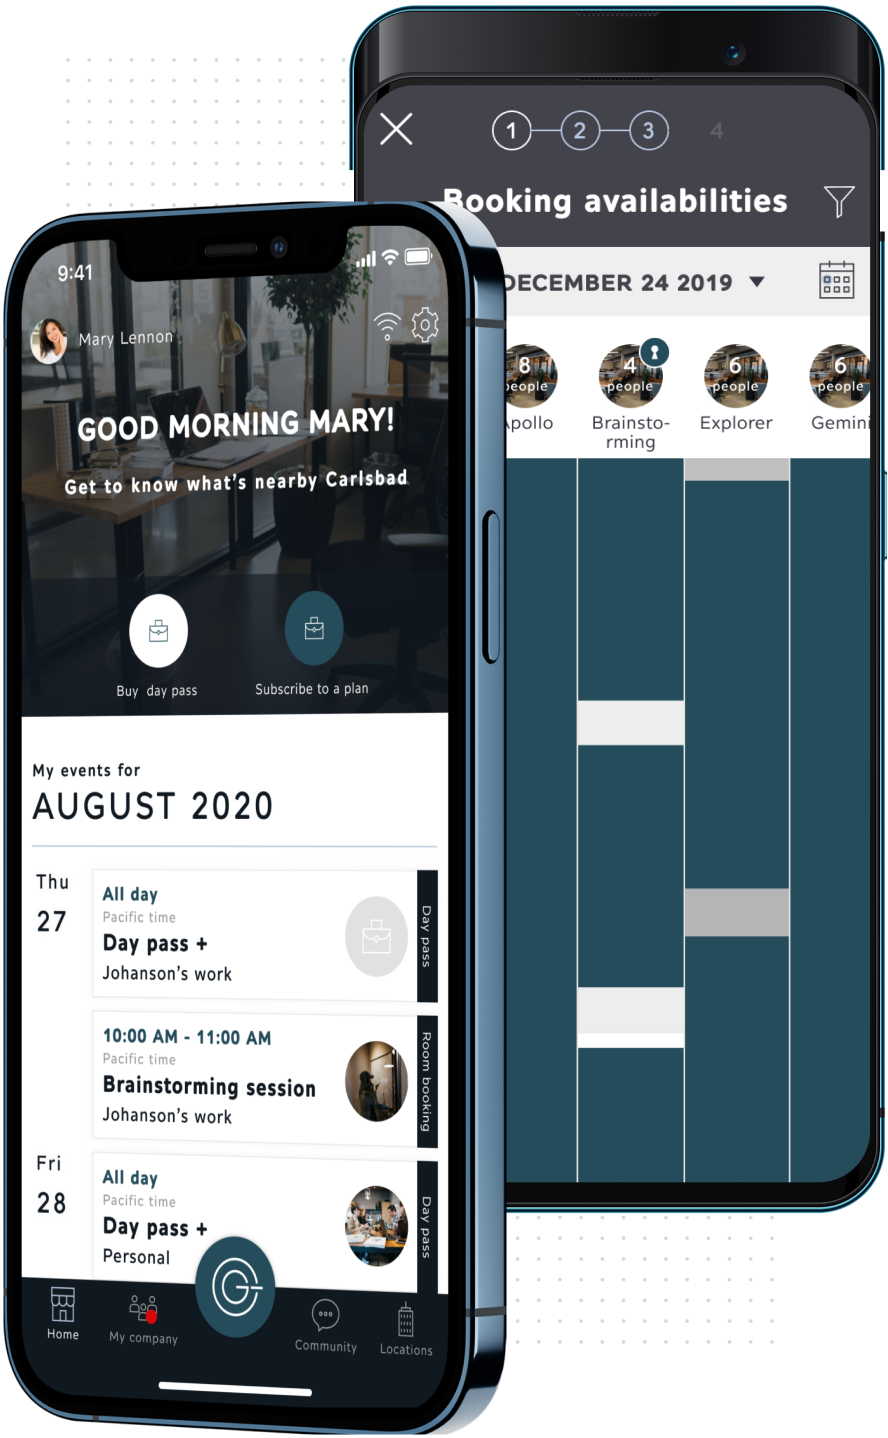 1 2 3 4
Booking availabilities
DECEMBER 24 2019
8 people
4 people
6 people
6 people
Apollo
Brainsto-
rming
Explorer
Gemini
9:41
Mary Lennon
GOOD MORNING MARY!
Get to know what's nearby Carlsbad
Buy day pass
Subscribe to a plan
My events for
AUGUST 2020
Thu
27
All day
Pacific time
Day pass +
Johanson's work
Day pass
10:00 AM - 11:00 AM
Pacific time
Brainstorming session
Johanson's work
Room booking
Fri
28
All day
Pacific time
Day pass +
Personal
Day pass
Home
My company
Community
Locations